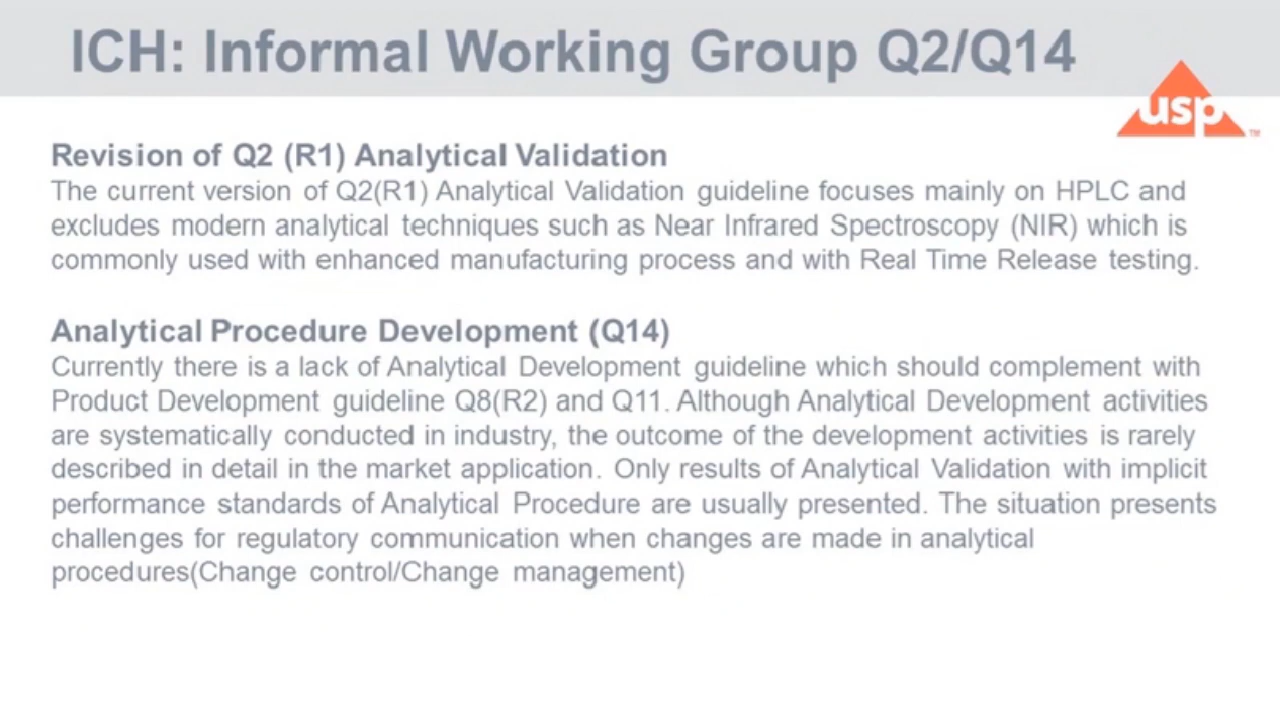 ICH: Informal Working Group Q2/Q14
usp
TM
Revision of Q2 (R1) Analytical Validation
The current version of Q2(R1) Analytical Validation guideline focuses mainly on HPLC and
excludes modern analytical techniques such as Near Infrared Spectroscopy (NIR) which is
commonly used with enhanced manufacturing process and with Real Time Release testing.
Analytical Procedure Development (Q14)
Currently there is a lack of Analytical Development guideline which should complement with
Product Development guideline Q8(R2) and Q11. Although Analytical Development activities
are systematically conducted in industry, the outcome of the development activities is rarely
described in detail in the market application. Only results of Analytical Validation with implicit
performance standards of Analytical Procedure are usually presented. The situation presents
challenges for regulatory communication when changes are made in analytical
procedures(Change control/Change management)